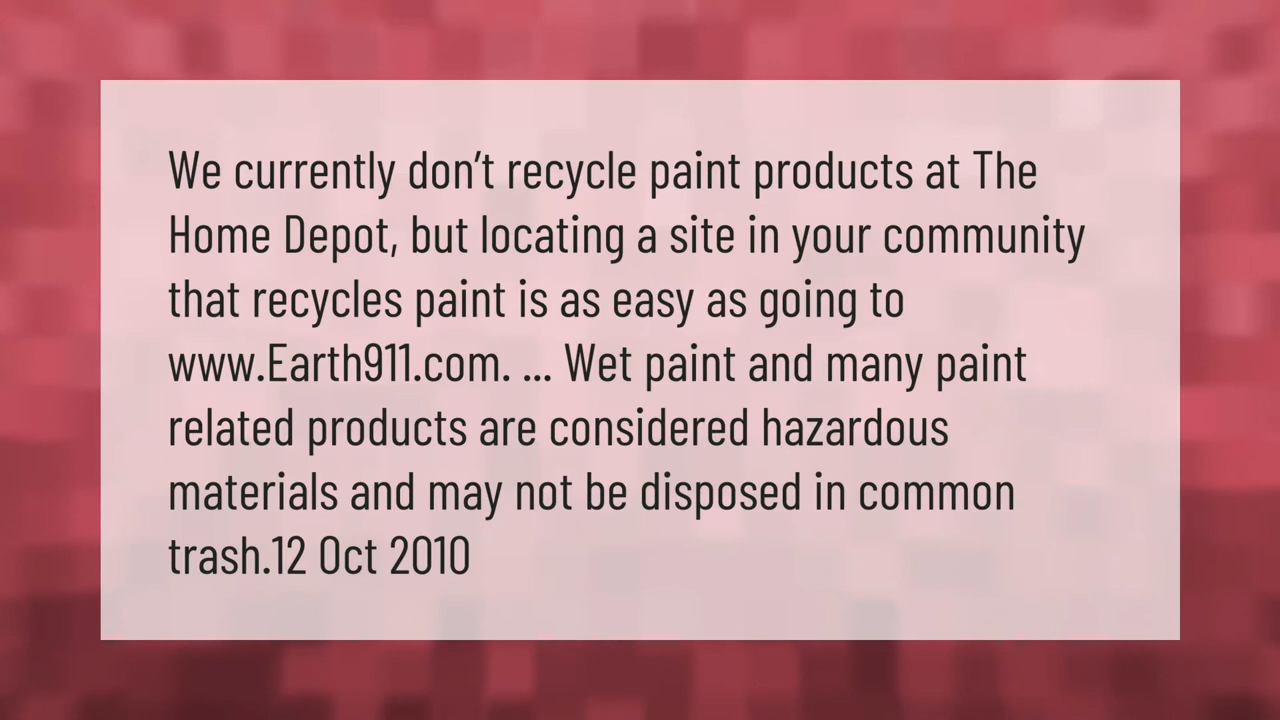 We currently don’t recycle paint products at The
Home Depot, but locating a site in your community
that recycles paint is as easy as going to
www.Earth911.com. ... Wet paint and many paint
related products are considered hazardous
materials and may not be disposed in common
trash.12 Oct 2010